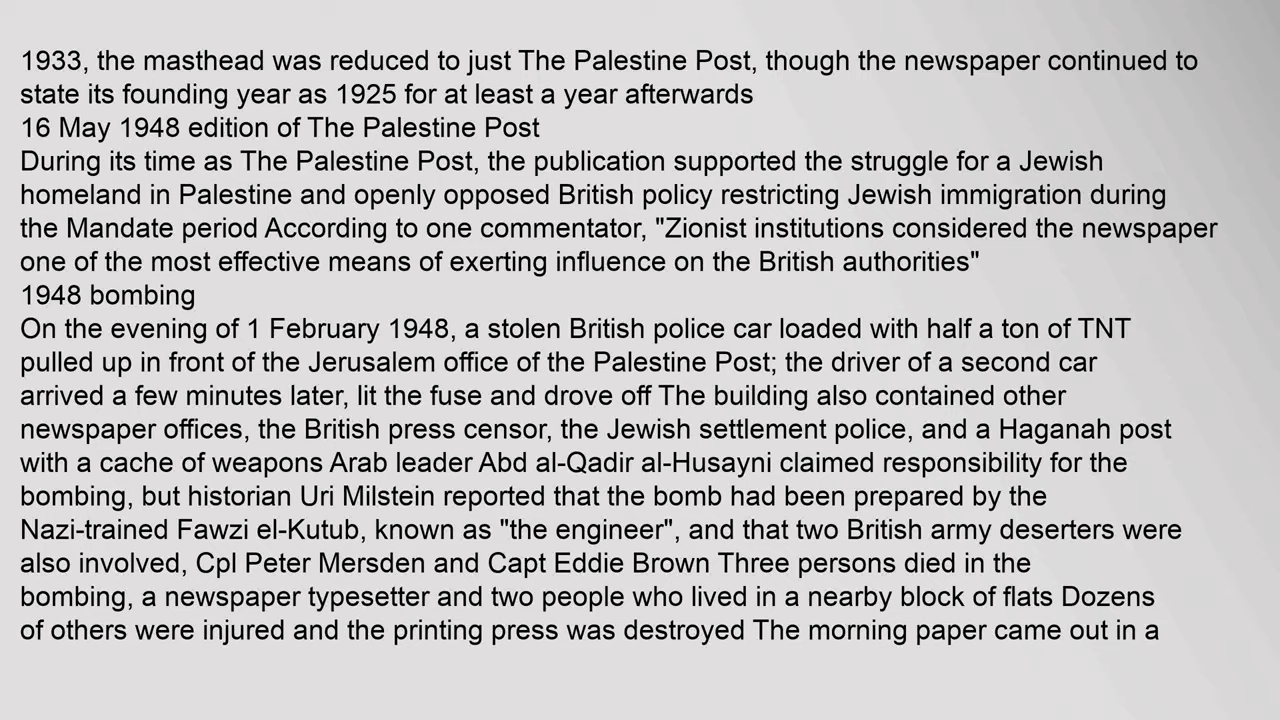 1933, the masthead was reduced to just The Palestine Post, though the newspaper continued to
state its founding year as 1925 for at least a year afterwards
16 May 1948 edition of The Palestine Post
During its time as The Palestine Post, the publication supported the struggle for a Jewish
homeland in Palestine and openly opposed British policy restricting Jewish immigration during
the Mandate period According to one commentator, "Zionist institutions considered the newspaper
one of the most effective means of exerting influence on the British authorities"
1948 bombing
On the evening of 1 February 1948, a stolen British police car loaded with half a ton of TNT
pulled up in front of the Jerusalem office of the Palestine Post; the driver of a second car
arrived a few minutes later, lit the fuse and drove off The building also contained other
newspaper offices, the British press censor, the Jewish settlement police, and a Haganah post
with a cache of weapons Arab leader Abd al-Qadir al-Husayni claimed responsibility for the
bombing, but historian Uri Milstein reported that the bomb had been prepared by the
Nazi-trained Fawzi el-Kutub, known as "the engineer", and that two British army deserters were
also involved, Cpl Peter Mersden and Capt Eddie Brown Three persons died in the
bombing, a newspaper typesetter and two people who lived in a nearby block of flats Dozens
of others were injured and the printing press was destroyed The morning paper came out in a